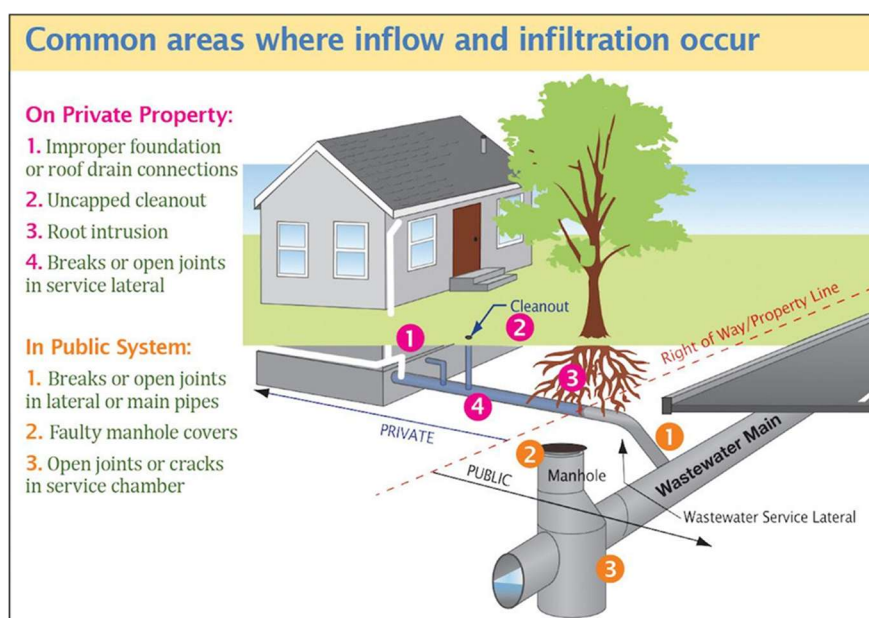 Common areas where inflow and infiltration occur
On Private Property:
1. Improper foundation
or roof drain connections
2. Uncapped cleanout
3. Root intrusion
4. Breaks or open joints
in service lateral
In Public System:
1. Breaks or open joints
in lateral or main pipes
2. Faulty manhole covers
3. Open joints or cracks
in service chamber
Cleanout
1
2
3
4
Right of Way/Property Line
PRIVATE
PUBLIC
2
Manhole
1
Wastewater Main
Wastewater Service Lateral
3